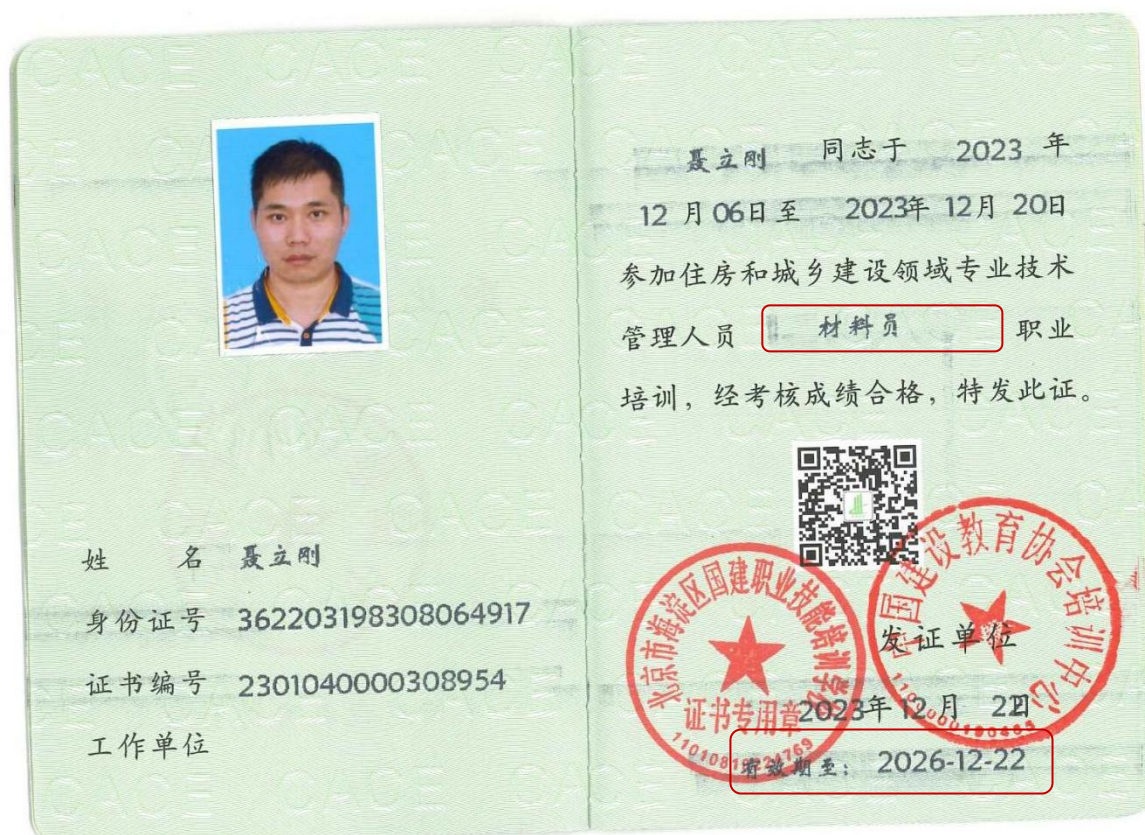 姓 名 聂立刚
身份证号 362203198308064917
证书编号 2301040000308954
工作单位
聂立刚 同志于 2023 年
12 月 06日至 2023年 12月 20日
参加住房和城乡建设领域专业技术
管理人员 材料员 职业
培训，经考核成绩合格，特发此证。
北京市海淀区国建职业技能培训学校
证书专用章
中国建设教育协会培训中心
发证单位
2023年 12月 22日
有效期至： 2026-12-22
CACE